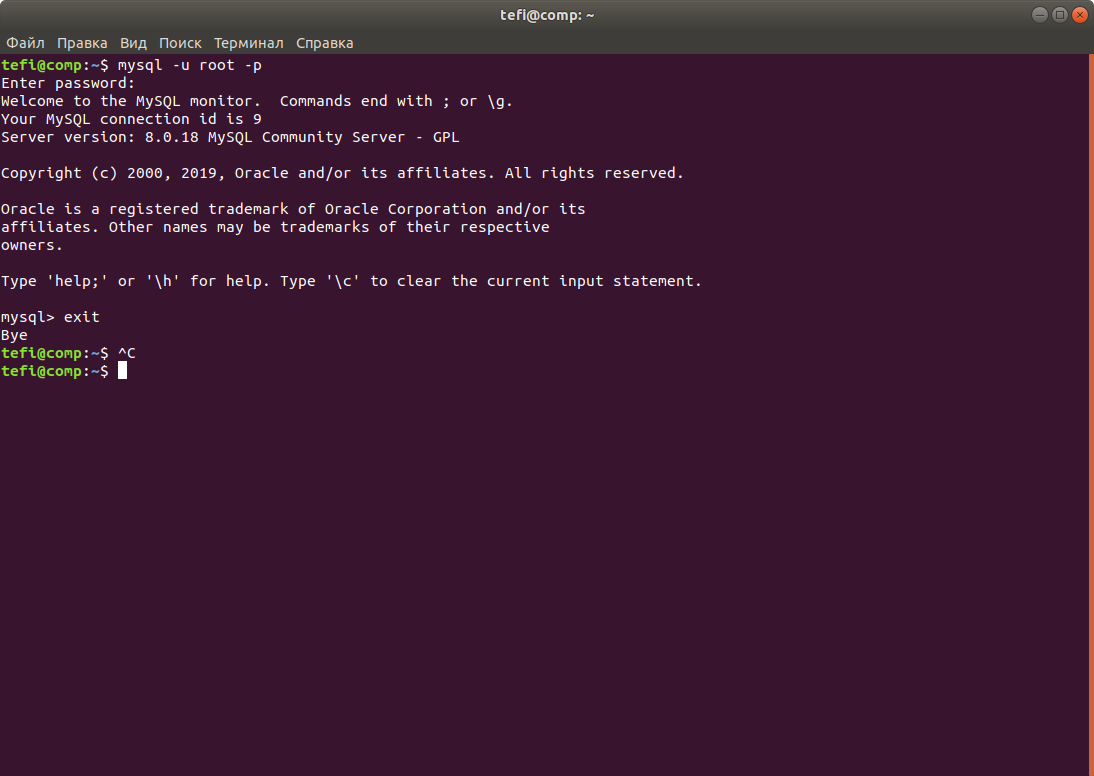 tefi@comp: ~
Файл Правка Вид Поиск Терминал Справка
tefi@comp:~$ mysql -u root -p
Enter password:
Welcome to the MySQL monitor.  Commands end with ; or \g.
Your MySQL connection id is 9
Server version: 8.0.18 MySQL Community Server - GPL
Copyright (c) 2000, 2019, Oracle and/or its affiliates. All rights reserved.
Oracle is a registered trademark of Oracle Corporation and/or its
affiliates. Other names may be trademarks of their respective
owners.
Type 'help;' or '\h' for help. Type '\c' to clear the current input statement.
mysql> exit
Bye
tefi@comp:~$ ^C
tefi@comp:~$